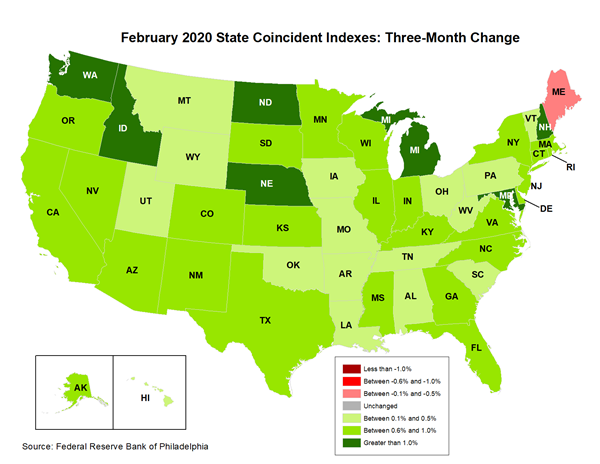 February 2020 State Coincident Indexes: Three-Month Change
WA
MT
ND
MN
ME
OR
ID
WY
SD
WI
MI
MI
VT
NH
NY
MA
CT
RI
NE
IA
PA
NJ
NV
UT
CO
IL
IN
OH
MD
DE
CA
KS
MO
WV
VA
KY
AZ
NM
OK
AR
TN
NC
SC
TX
LA
MS
AL
GA
FL
AK
HI
Less than -1.0%
Between -0.6% and -1.0%
Between -0.1% and -0.5%
Unchanged
Between 0.1% and 0.5%
Between 0.6% and 1.0%
Greater than 1.0%
Source: Federal Reserve Bank of Philadelphia